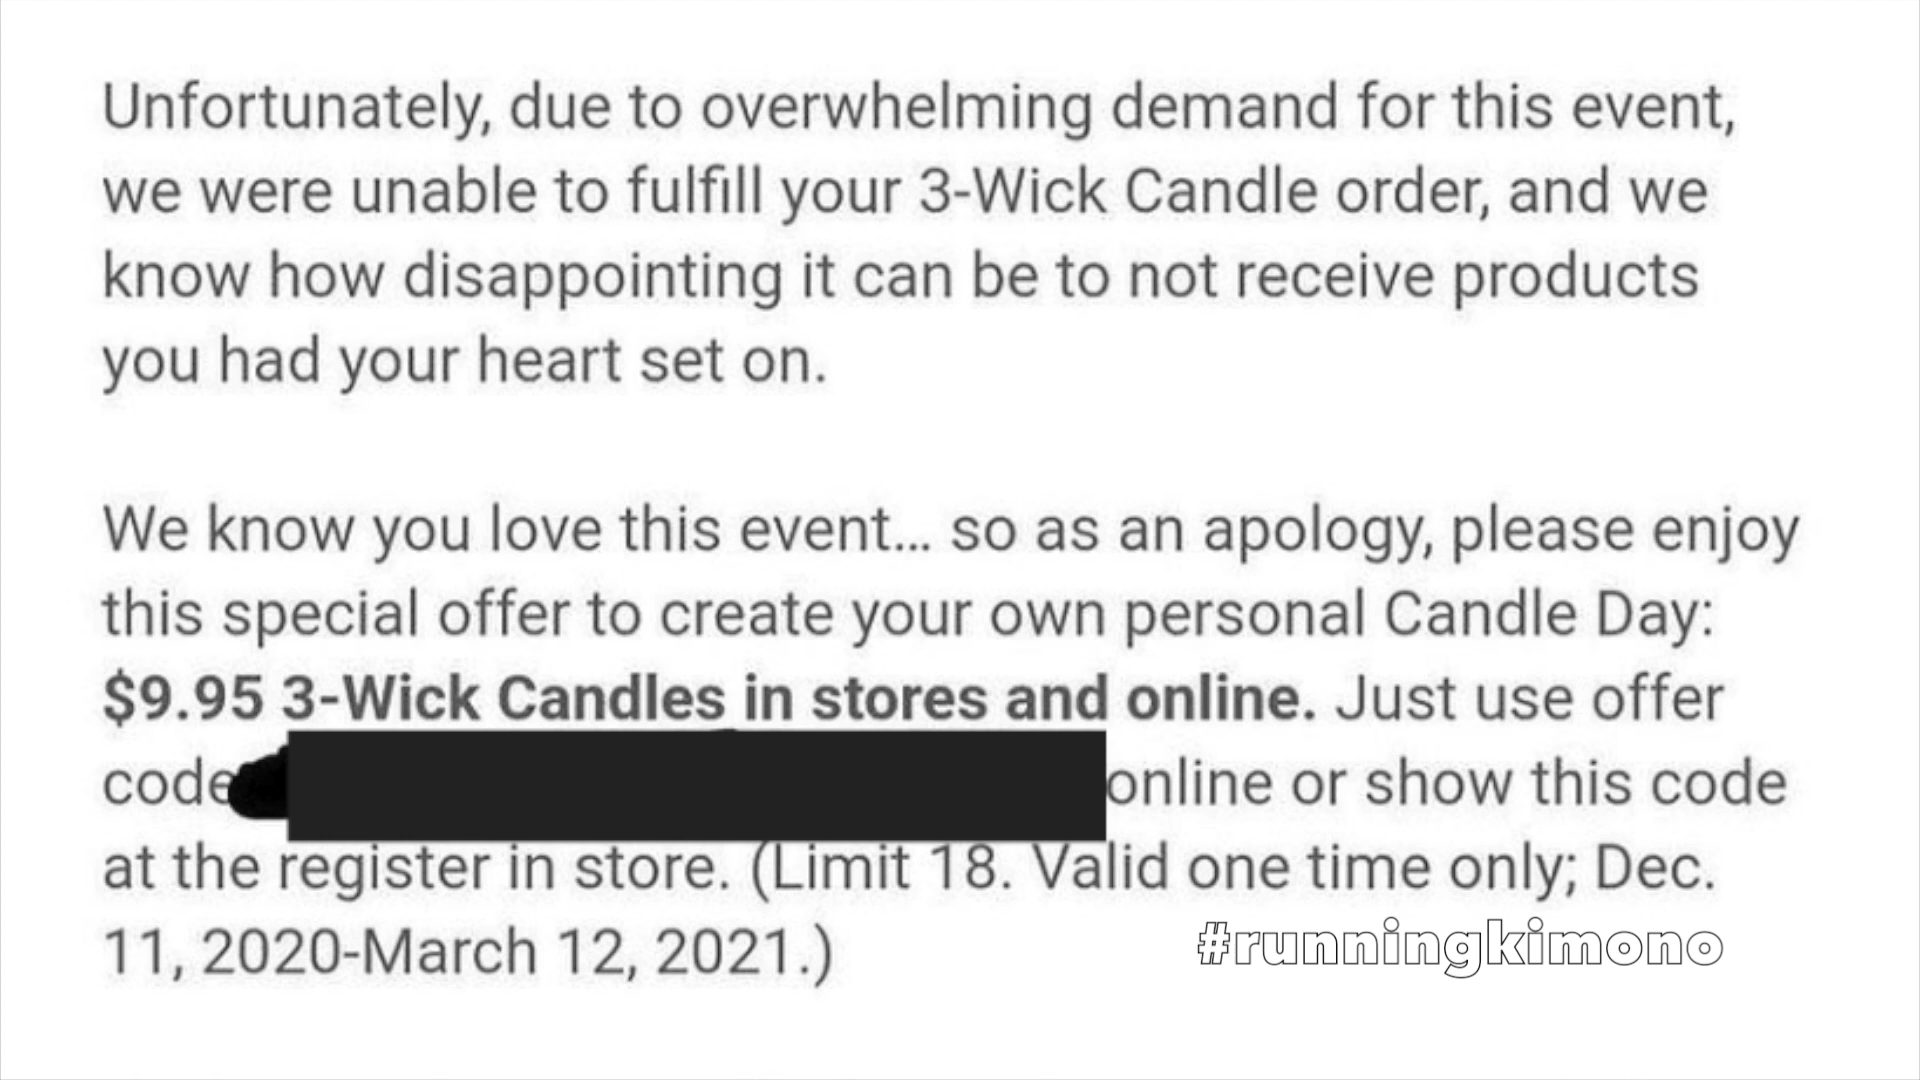 Unfortunately, due to overwhelming demand for this event,
we were unable to fulfill your 3-Wick Candle order, and we
know how disappointing it can be to not receive products
you had your heart set on.
We know you love this event... so as an apology, please enjoy
this special offer to create your own personal Candle Day:
$9.95 3-Wick Candles in stores and online. Just use offer
code online or show this code
at the register in store. (Limit 18. Valid one time only; Dec.
11, 2020-March 12, 2021.)
#runningkimono